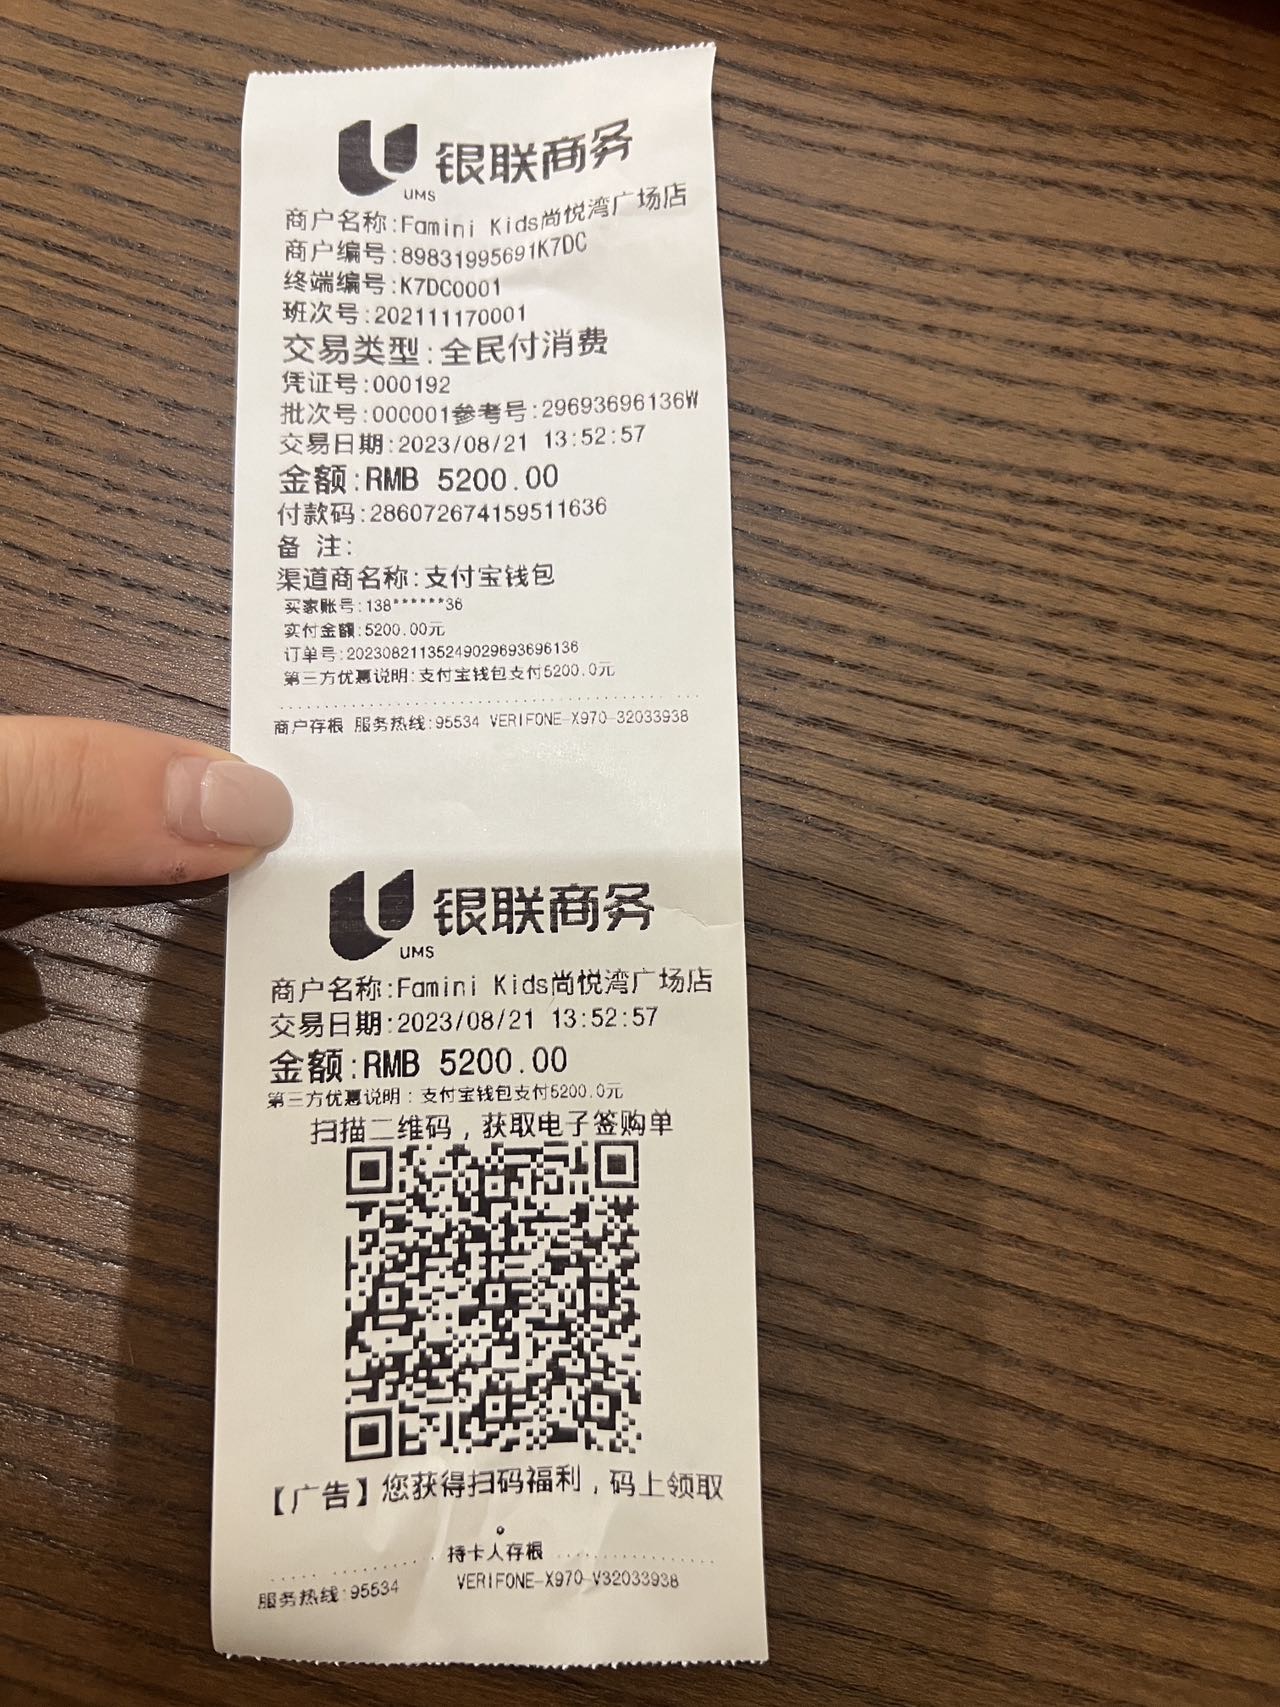 银联商务
UMS
商户名称:Famini Kids尚悦湾广场店
商户编号:89831995691K7DC
终端编号:K7DC0001
班次号:202111170001
交易类型:全民付消费
凭证号:000192
批次号:000001参考号:29693696136W
交易日期:2023/08/21 13:52:57
金额:RMB 5200.00
付款码:286072674159511636
备 注:
渠道商名称:支付宝钱包
买家账号:138******36
实付金额:5200.00元
订单号:20230821135249029693696136
第三方优惠说明:支付宝钱包支付5200.0元
商户存根 服务热线:95534 VERIFONE-X970-32033938
银联商务
UMS
商户名称:Famini Kids尚悦湾广场店
交易日期:2023/08/21 13:52:57
金额:RMB 5200.00
第三方优惠说明:支付宝钱包支付5200.0元
扫描二维码，获取电子签购单
【广告】您获得扫码福利，码上领取
。
持卡人存根
服务热线:95534 VERIFONE-X970-V32033938